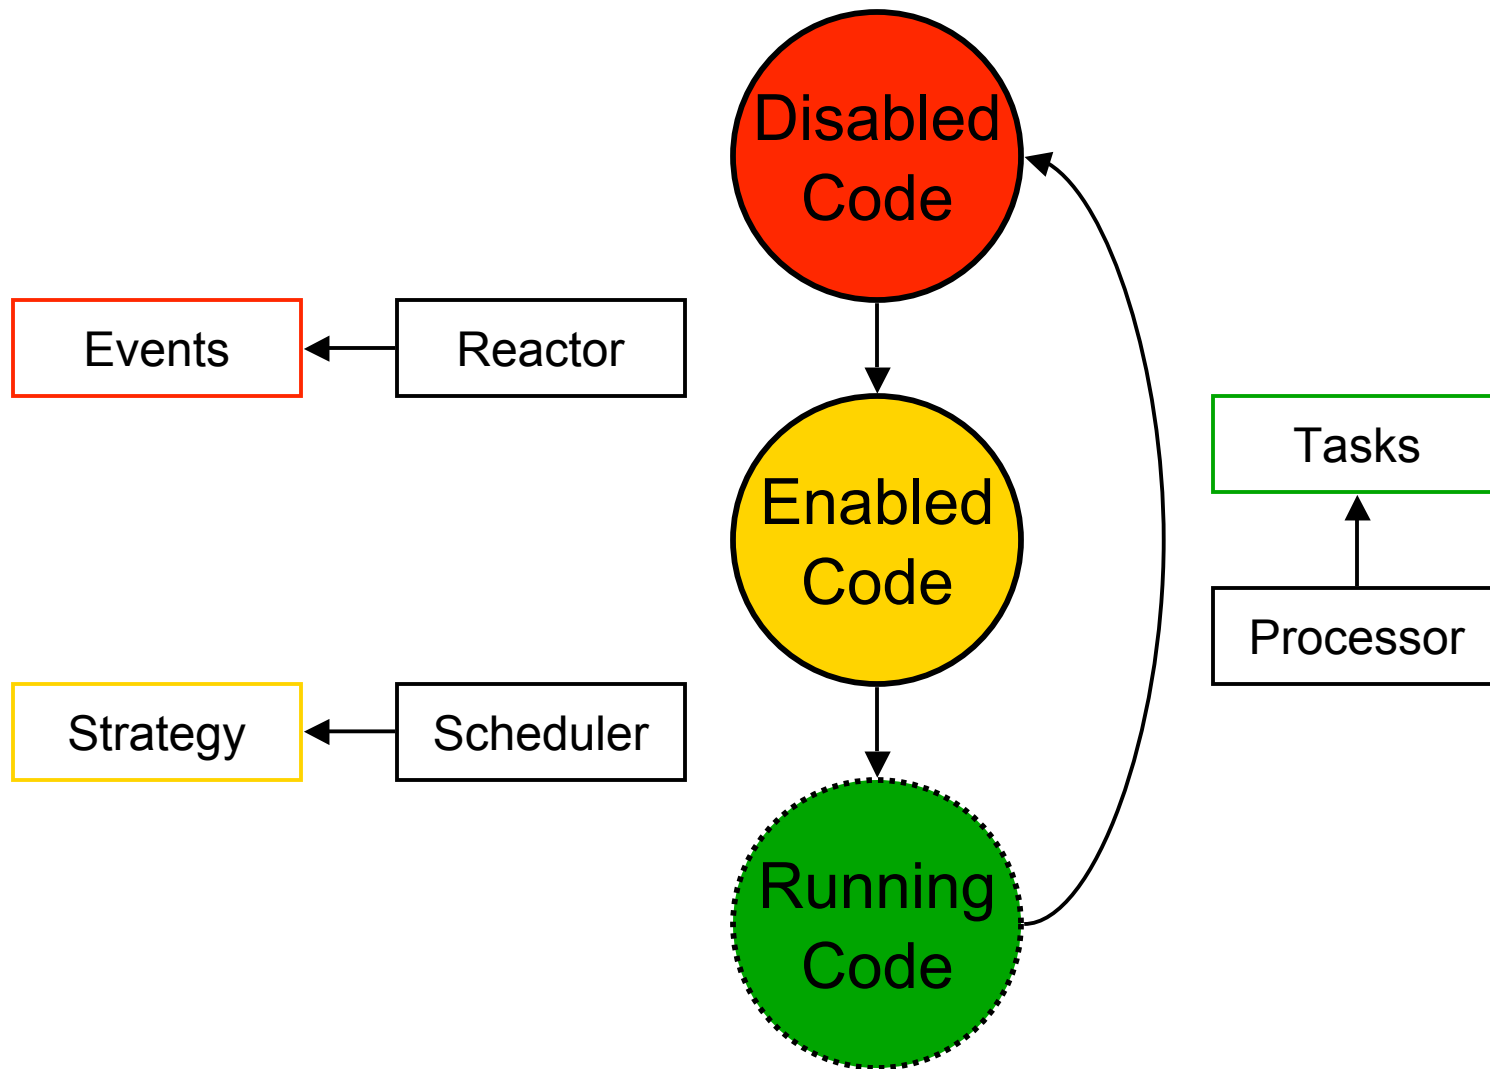 Disabled
Code
Events
Reactor
Tasks
Enabled
Code
Processor
Strategy
Scheduler
Running
Code